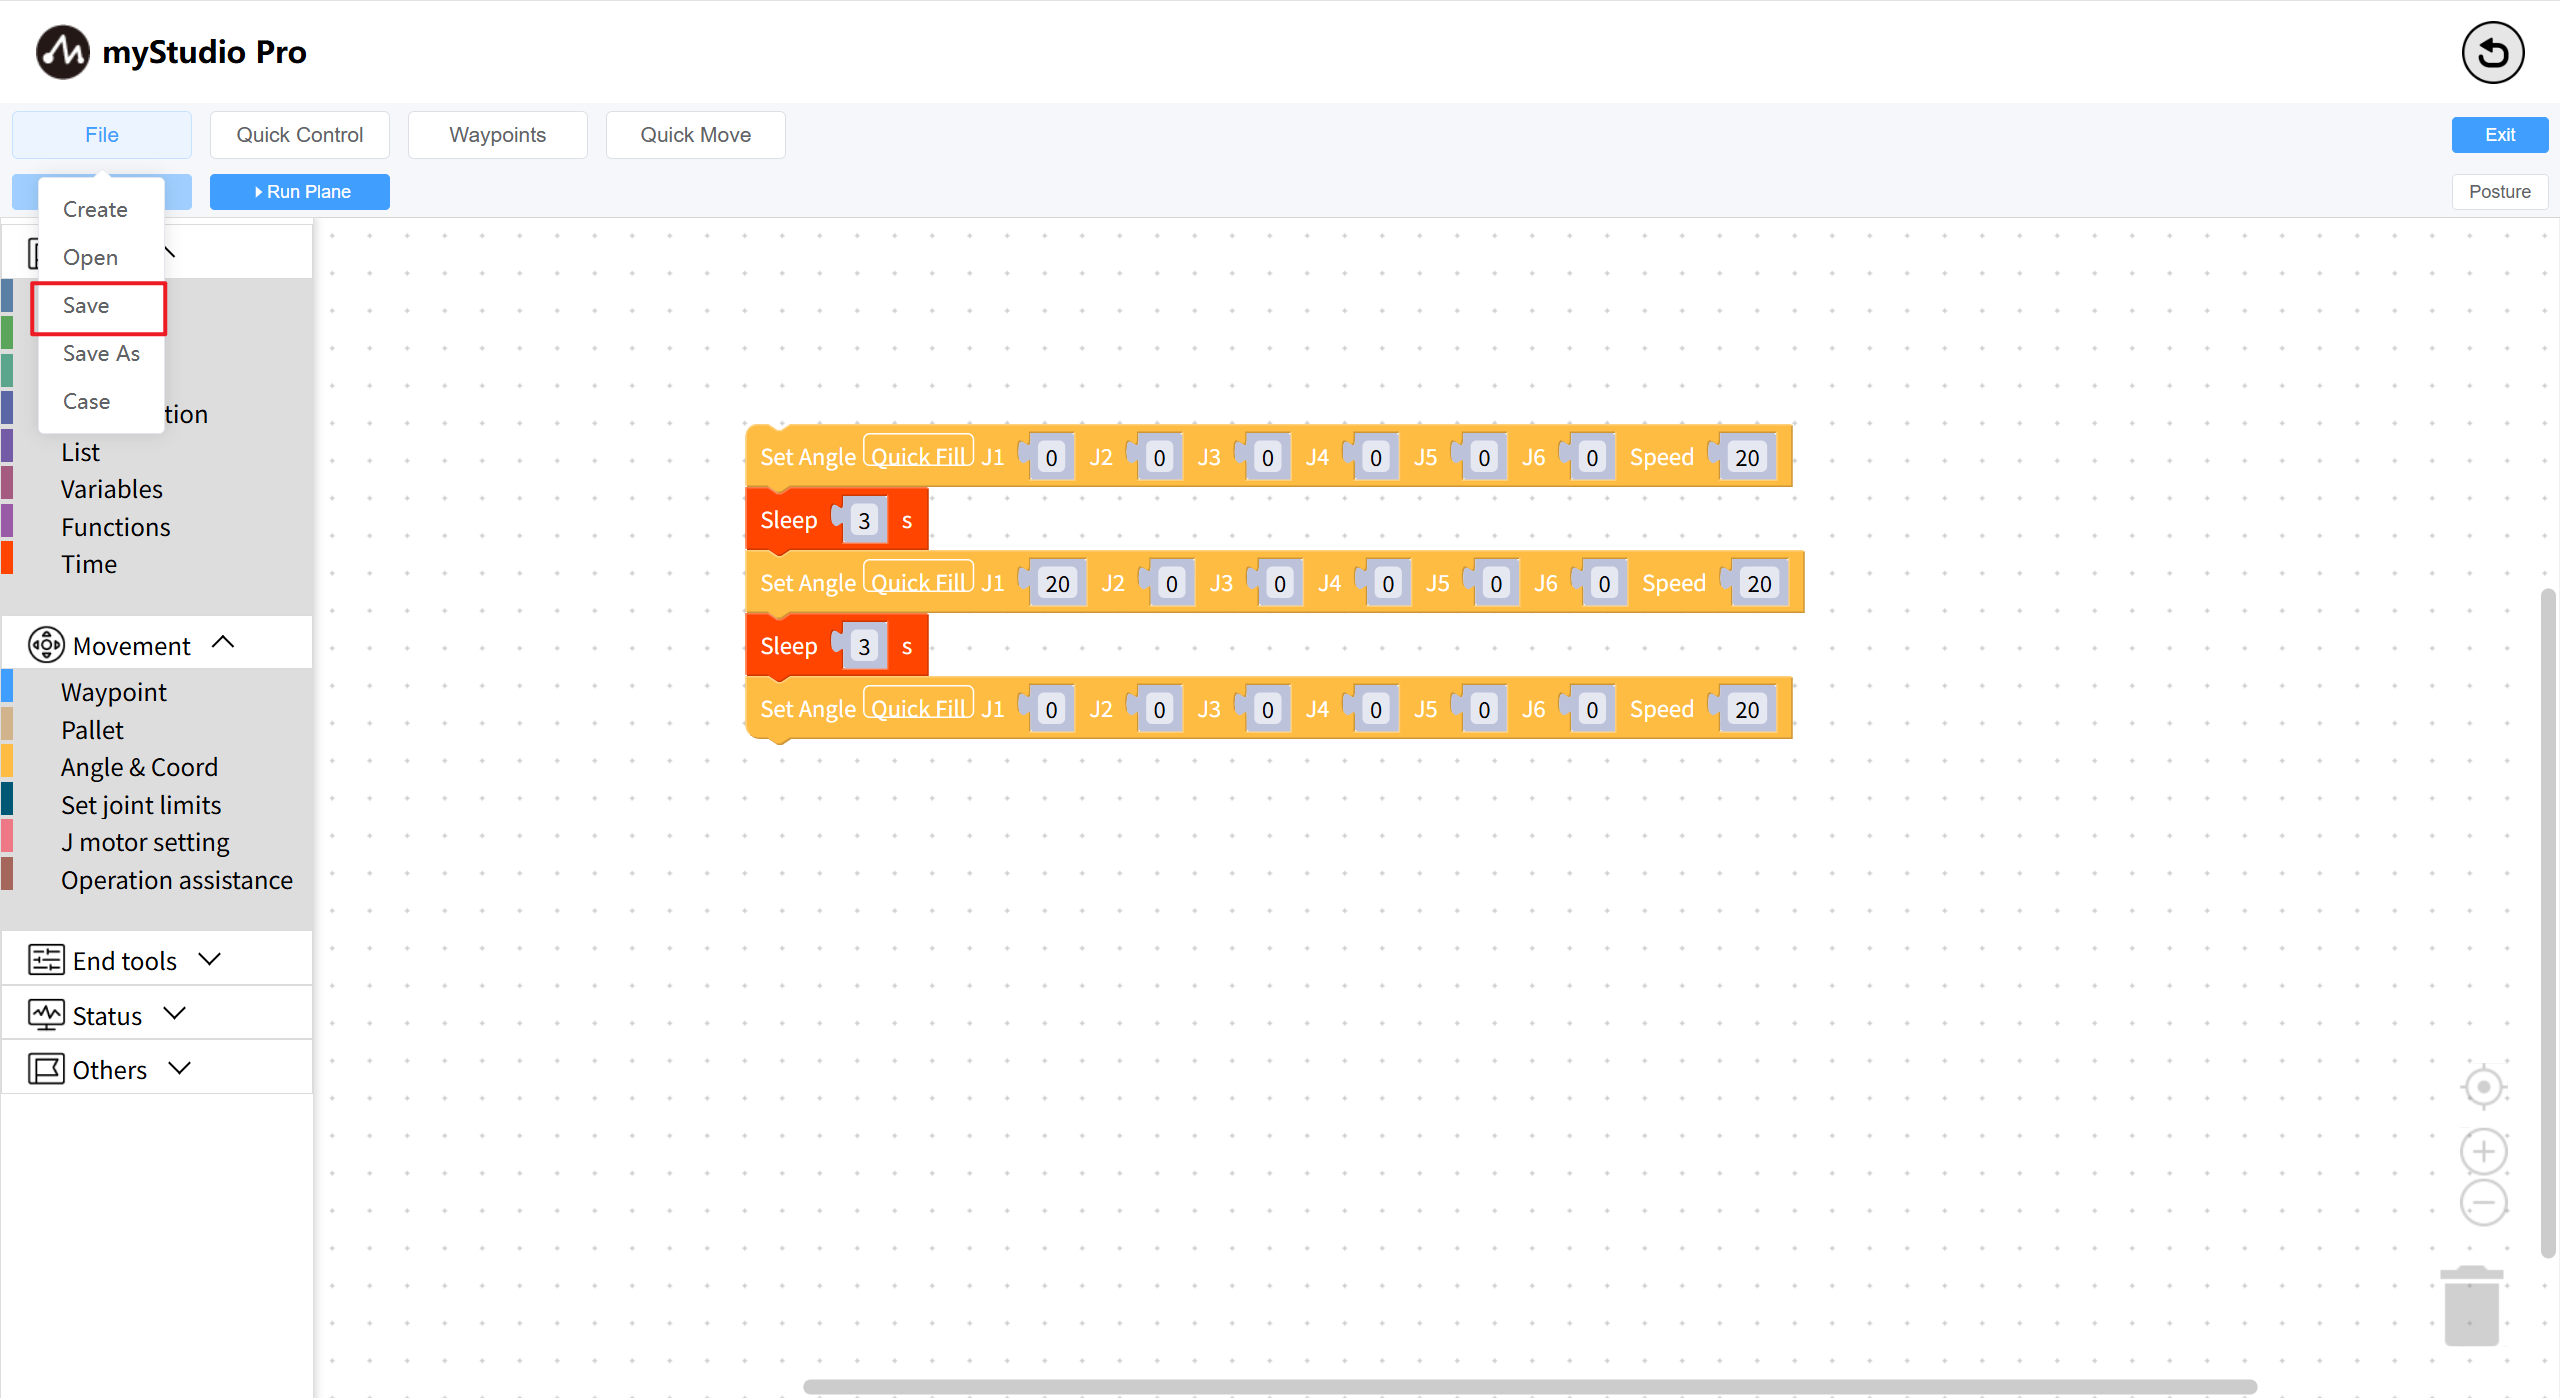 myStudio Pro
File
Quick Control
Waypoints
Quick Move
Exit
Run Plane
Posture
Create
Open
Save
Save As
Case
tion
List
Variables
Functions
Time
Movement
Waypoint
Pallet
Angle & Coord
Set joint limits
J motor setting
Operation assistance
End tools
Status
Others
Set Angle Quick Fill J1 0 J2 0 J3 0 J4 0 J5 0 J6 0 Speed 20
Sleep 3 s
Set Angle Quick Fill J1 20 J2 0 J3 0 J4 0 J5 0 J6 0 Speed 20
Sleep 3 s
Set Angle Quick Fill J1 0 J2 0 J3 0 J4 0 J5 0 J6 0 Speed 20